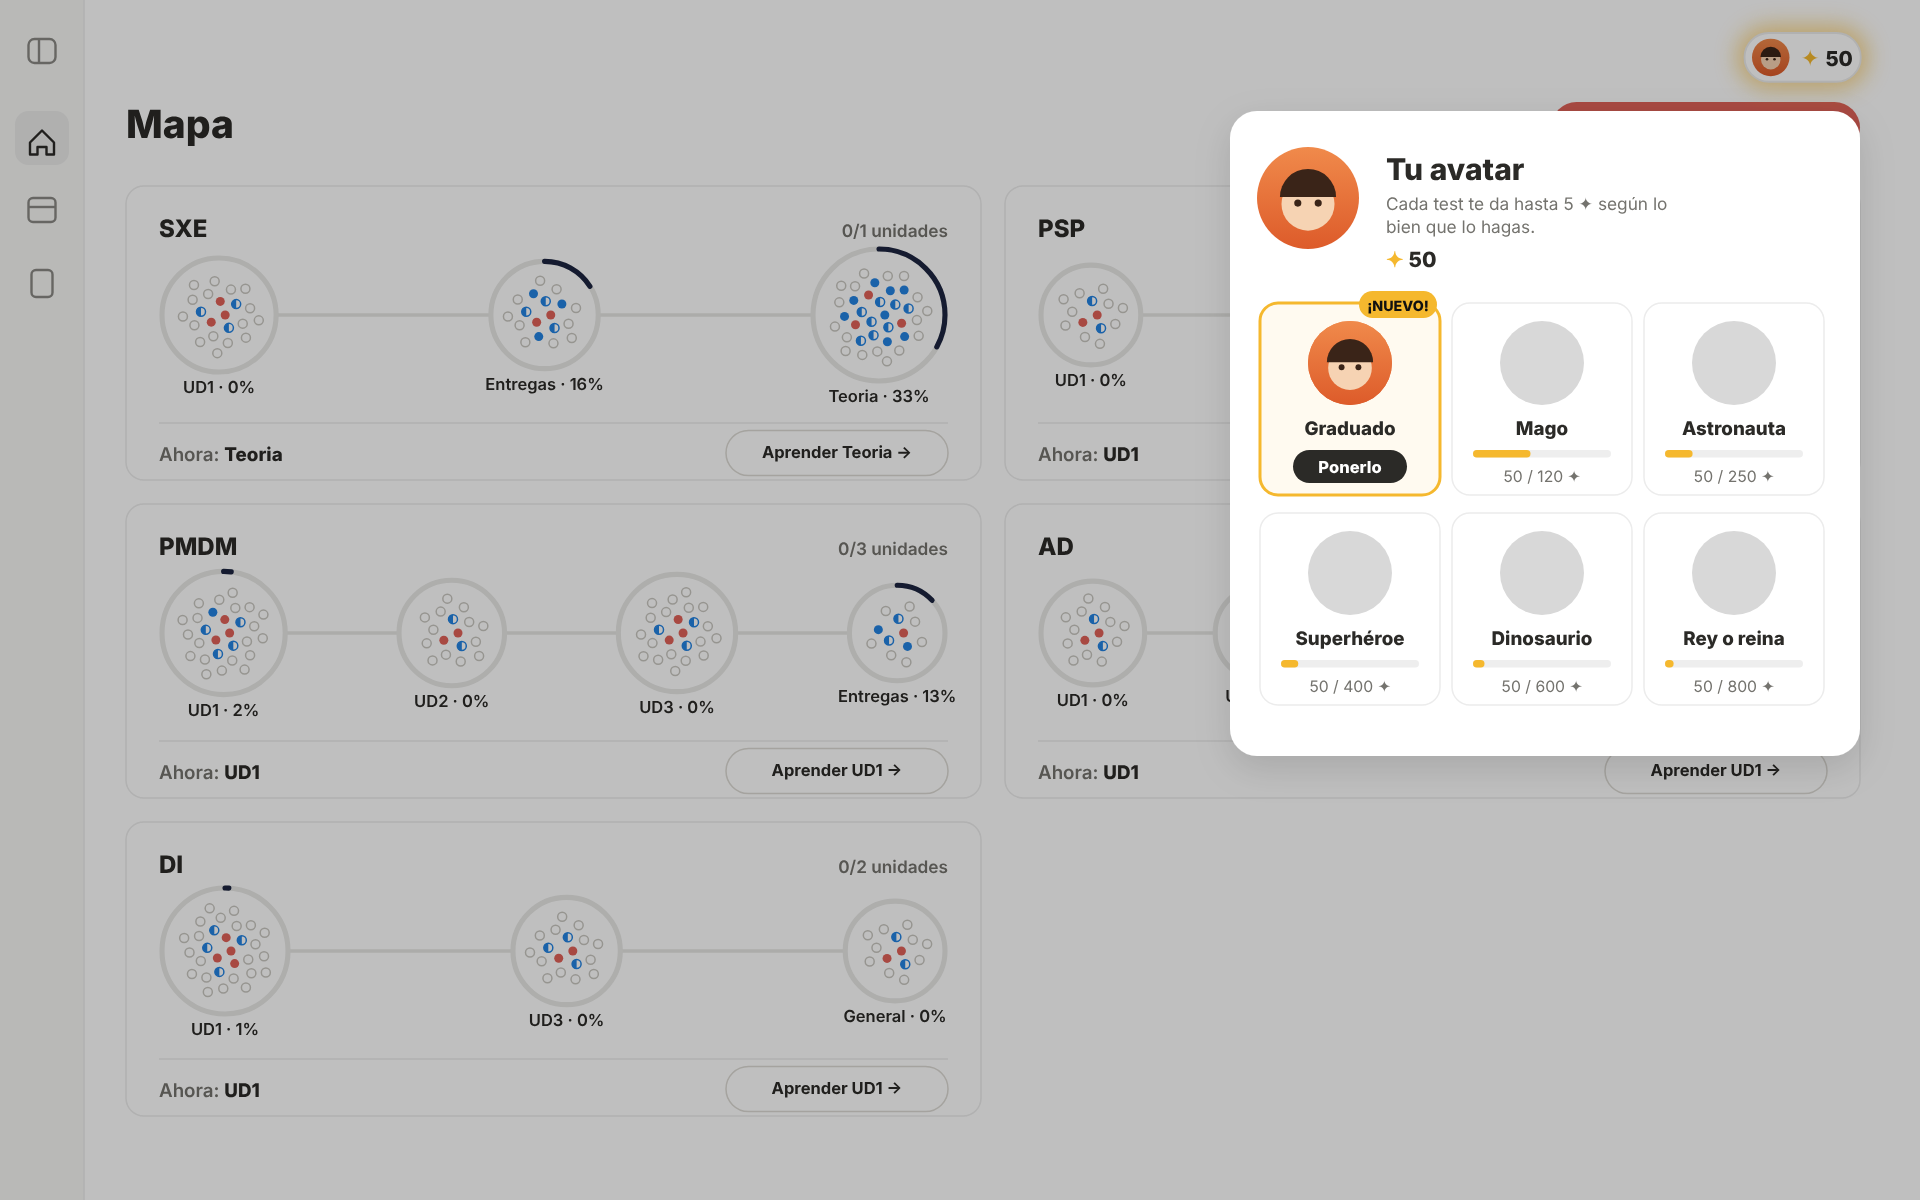 ✦ 50
Mapa
SXE
0/1 unidades
UD1 · 0%
Entregas · 16%
Teoria · 33%
Ahora: Teoria
Aprender Teoria →
PSP
UD1 · 0%
Ahora: UD1
PMDM
0/3 unidades
UD1 · 2%
UD2 · 0%
UD3 · 0%
Entregas · 13%
Ahora: UD1
Aprender UD1 →
AD
UD1 · 0%
Ahora: UD1
Aprender UD1 →
DI
0/2 unidades
UD1 · 1%
UD3 · 0%
General · 0%
Ahora: UD1
Aprender UD1 →
Tu avatar
Cada test te da hasta 5 ✦ según lo
bien que lo hagas.
✦ 50
¡NUEVO!
Graduado
Ponerlo
Mago
50 / 120 ✦
Astronauta
50 / 250 ✦
Superhéroe
50 / 400 ✦
Dinosaurio
50 / 600 ✦
Rey o reina
50 / 800 ✦